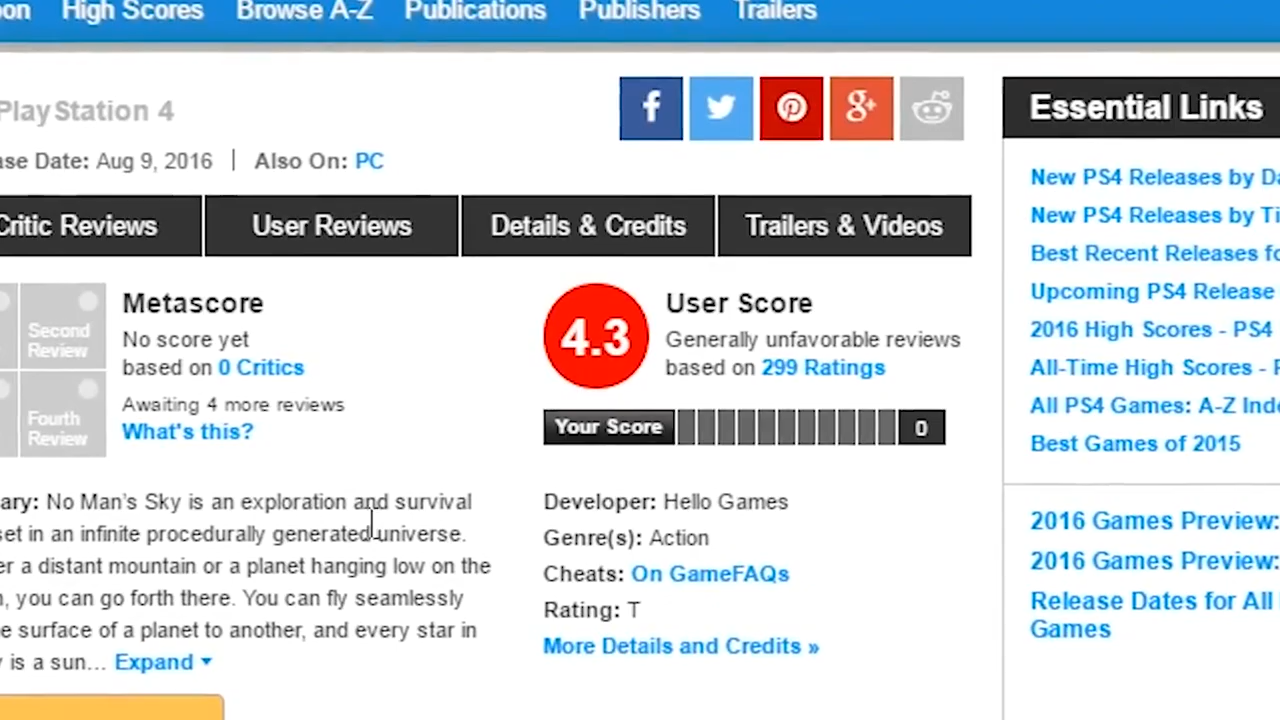 High Scores Browse A-Z Publications Publishers Trailers
PlayStation 4
Date: Aug 9, 2016 | Also On: PC
Critic Reviews User Reviews Details & Credits Trailers & Videos
Second
Review
Fourth
Review
Metascore
No score yet
based on 0 Critics
Awaiting 4 more reviews
What's this?
4.3
User Score
Generally unfavorable reviews
based on 299 Ratings
Your Score 0
No Man's Sky is an exploration and survival
set in an infinite procedurally generated universe.
a distant mountain or a planet hanging low on the
you can go forth there. You can fly seamlessly
surface of a planet to another, and every star in
is a sun... Expand
Developer: Hello Games
Genre(s): Action
Cheats: On GameFAQs
Rating: T
More Details and Credits »
Essential Links
New PS4 Releases by
New PS4 Releases by
Best Recent Releases
Upcoming PS4 Release
2016 High Scores - PS4
All-Time High Scores -
All PS4 Games: A-Z
Best Games of 2015
2016 Games Preview:
2016 Games Preview:
Release Dates for All
Games